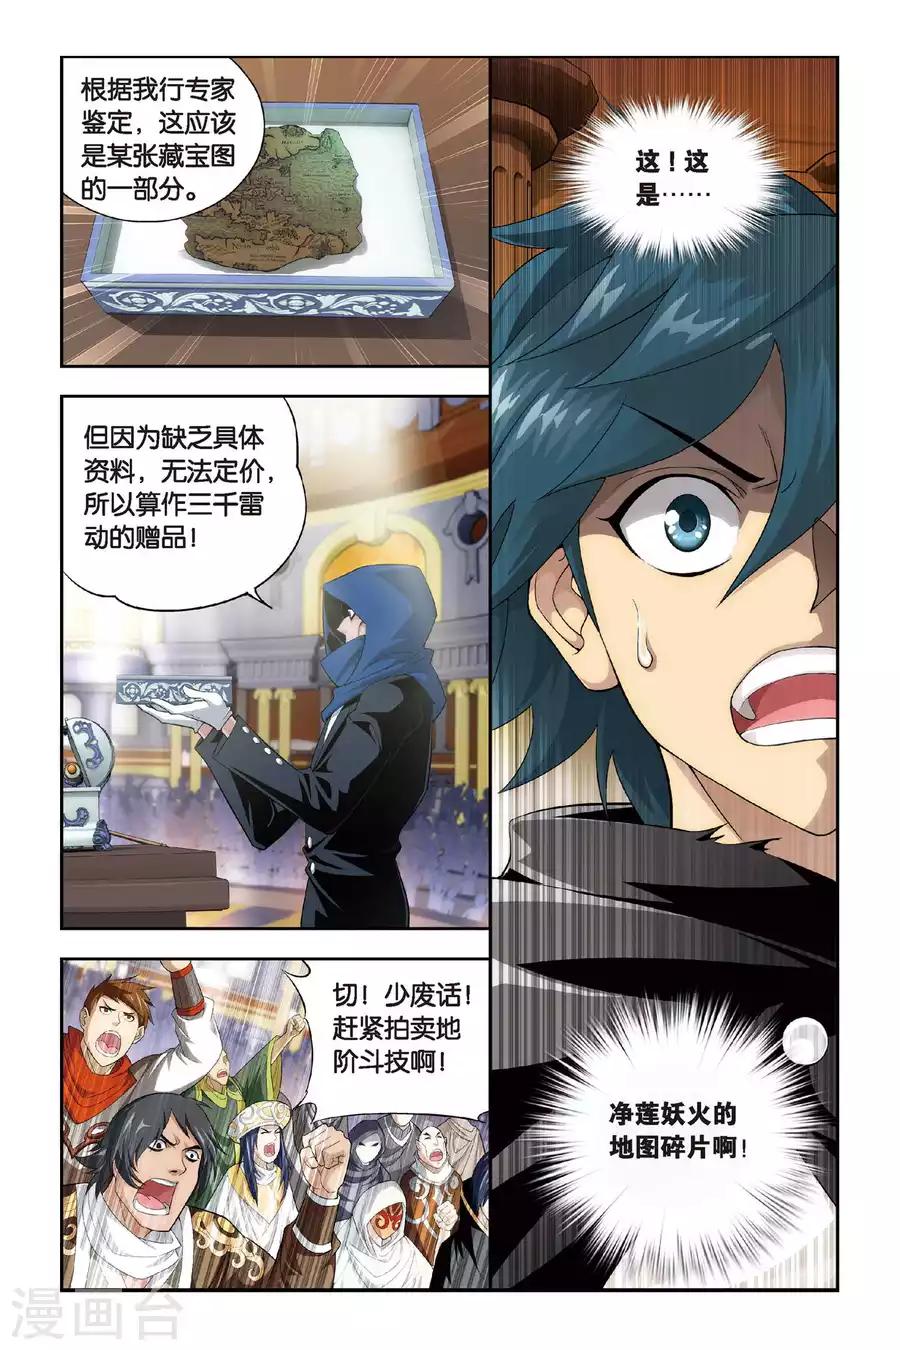 根据我行专家
鉴定，这应该
是某张藏宝图
的一部分。
这！这
是……
但因为缺乏具体
资料，无法定价，
所以算作三千雷
动的赠品！
切！少废话！
赶紧拍卖地
阶斗技啊！
净莲妖火的
地图碎片啊！
漫画台